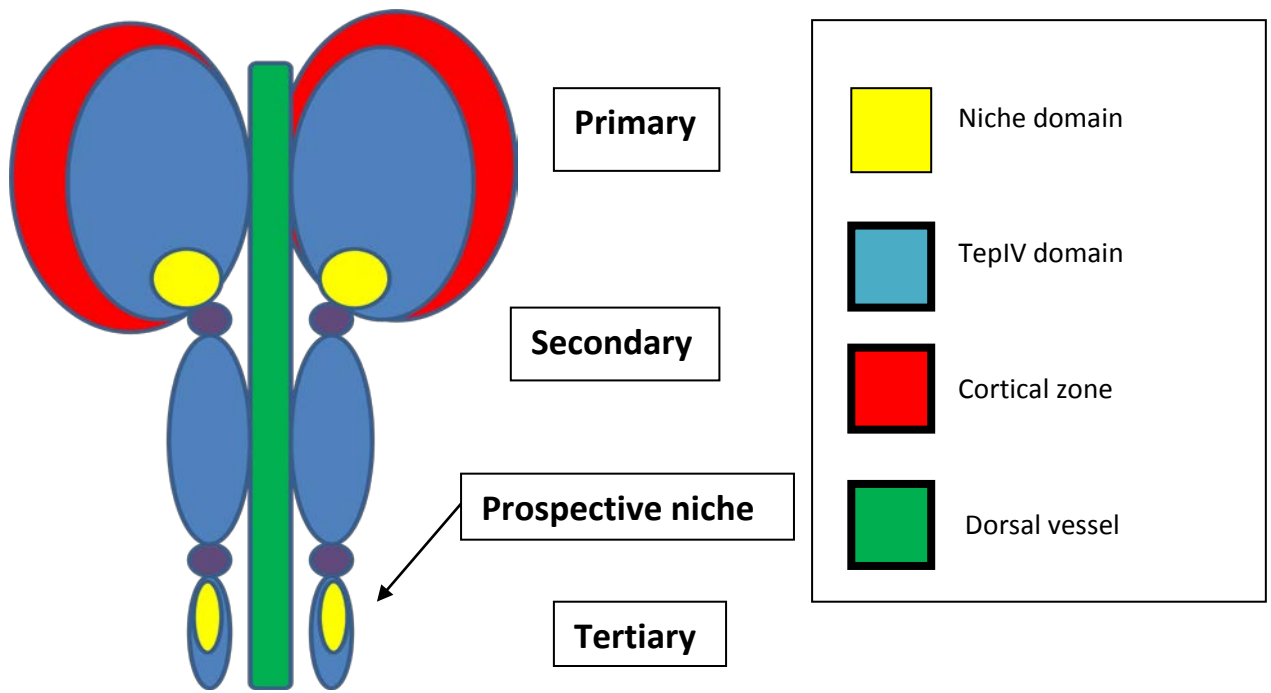 Primary
Secondary
Prospective niche
Tertiary
Niche domain
TepIV domain
Cortical zone
Dorsal vessel